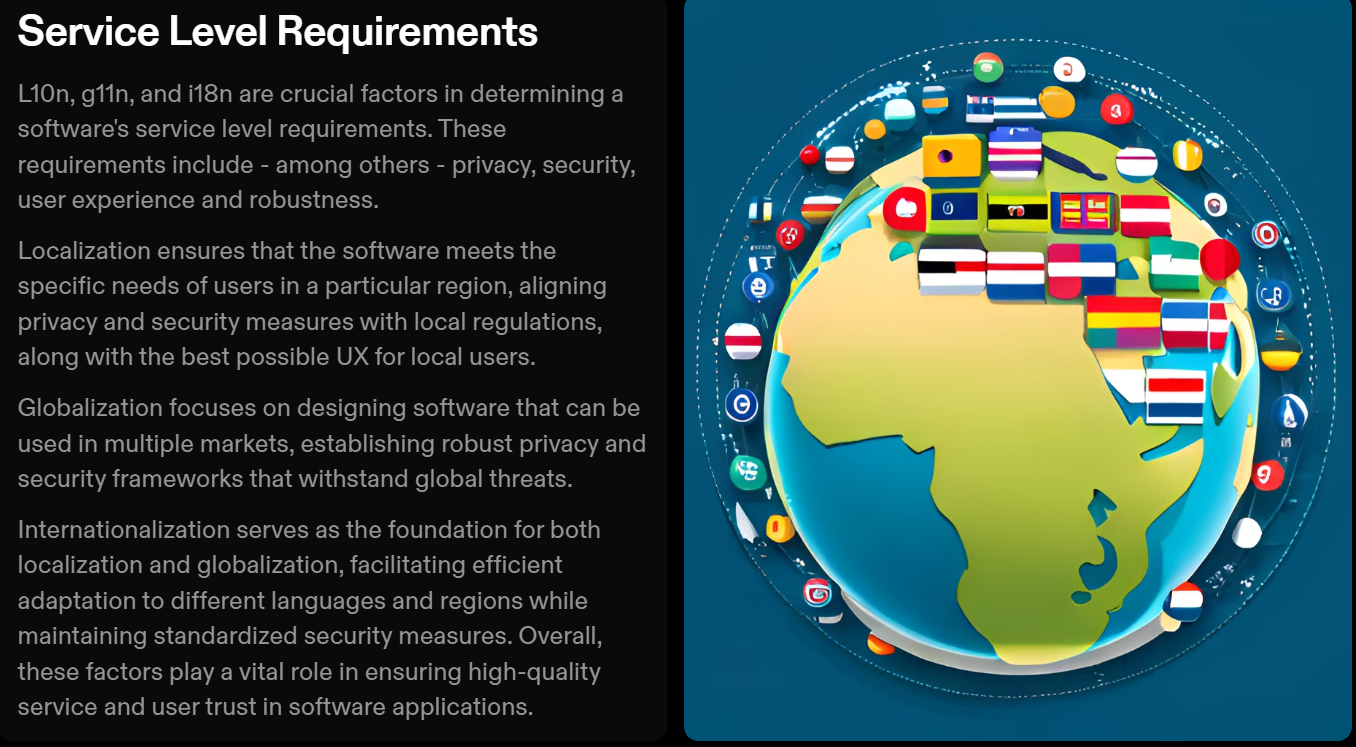 Service Level Requirements
L10n, g11n, and i18n are crucial factors in determining a
software's service level requirements. These
requirements include - among others - privacy, security,
user experience and robustness.
Localization ensures that the software meets the
specific needs of users in a particular region, aligning
privacy and security measures with local regulations,
along with the best possible UX for local users.
Globalization focuses on designing software that can be
used in multiple markets, establishing robust privacy and
security frameworks that withstand global threats.
Internationalization serves as the foundation for both
localization and globalization, facilitating efficient
adaptation to different languages and regions while
maintaining standardized security measures. Overall,
these factors play a vital role in ensuring high-quality
service and user trust in software applications.